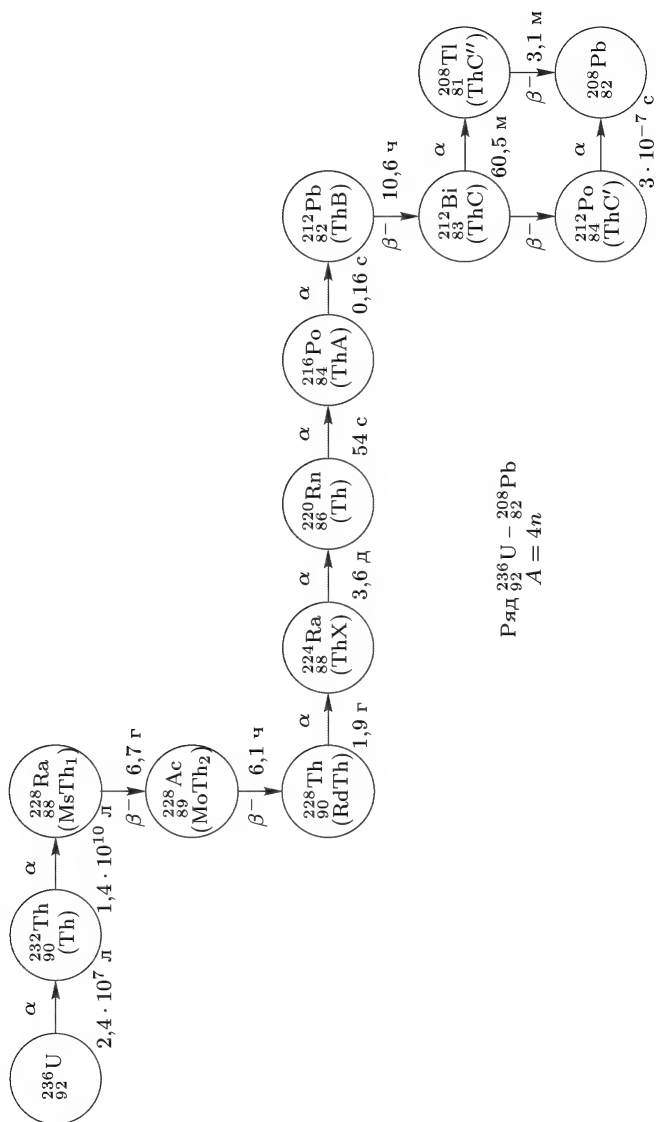 α
²³⁶₉₂U
2,4 · 10⁷ л
α
²³²₉₀Th
(Th)
1,4 · 10¹⁰ л
²²⁸₈₈Ra
(MsTh₁)
β⁻ 6,7 г
²²⁸₈₉Ac
(MoTh₂)
β⁻ 6,1 ч
²²⁸₉₀Th
(RdTh)
α
1,9 г
²²⁴₈₈Ra
(ThX)
α
3,6 д
²²⁰₈₆Rn
(Th)
α
54 с
²¹⁶₈₄Po
(ThA)
α
0,16 с
²¹²₈₂Pb
(ThB)
β⁻ 10,6 ч
²¹²₈₃Bi
(ThC)
α
60,5 м
²⁰⁸₈₁Tl
(ThC″)
β⁻ 3,1 м
β⁻
²¹²₈₄Po
(ThC′)
α
3 · 10⁻⁷ с
²⁰⁸₈₂Pb
Ряд ²³⁶₉₂U – ²⁰⁸₈₂Pb
A = 4n